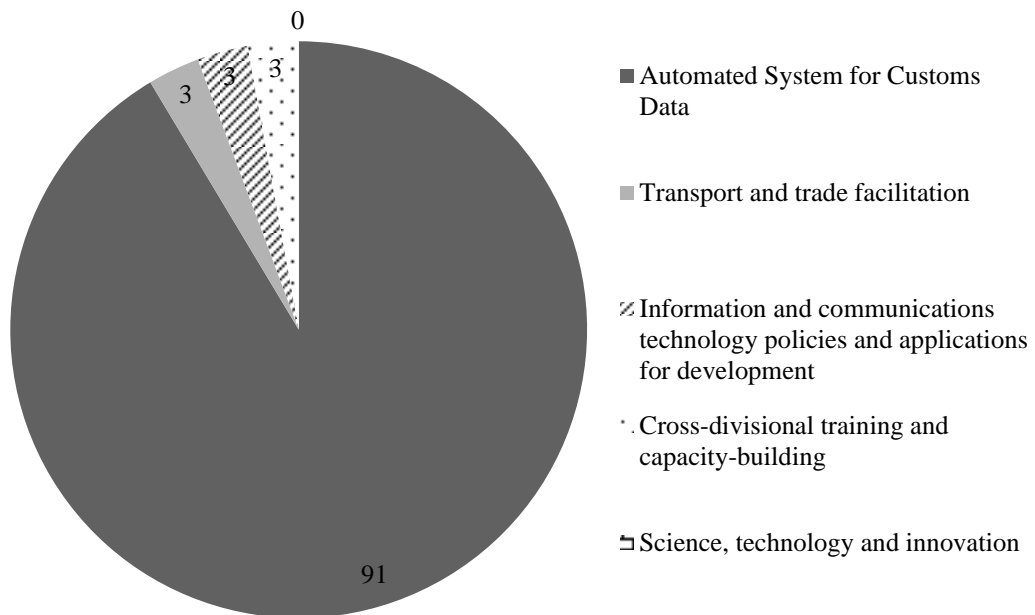 0
3
3
3
91
Automated System for Customs
Data
Transport and trade facilitation
Information and communications
technology policies and applications
for development
Cross-divisional training and
capacity-building
Science, technology and innovation